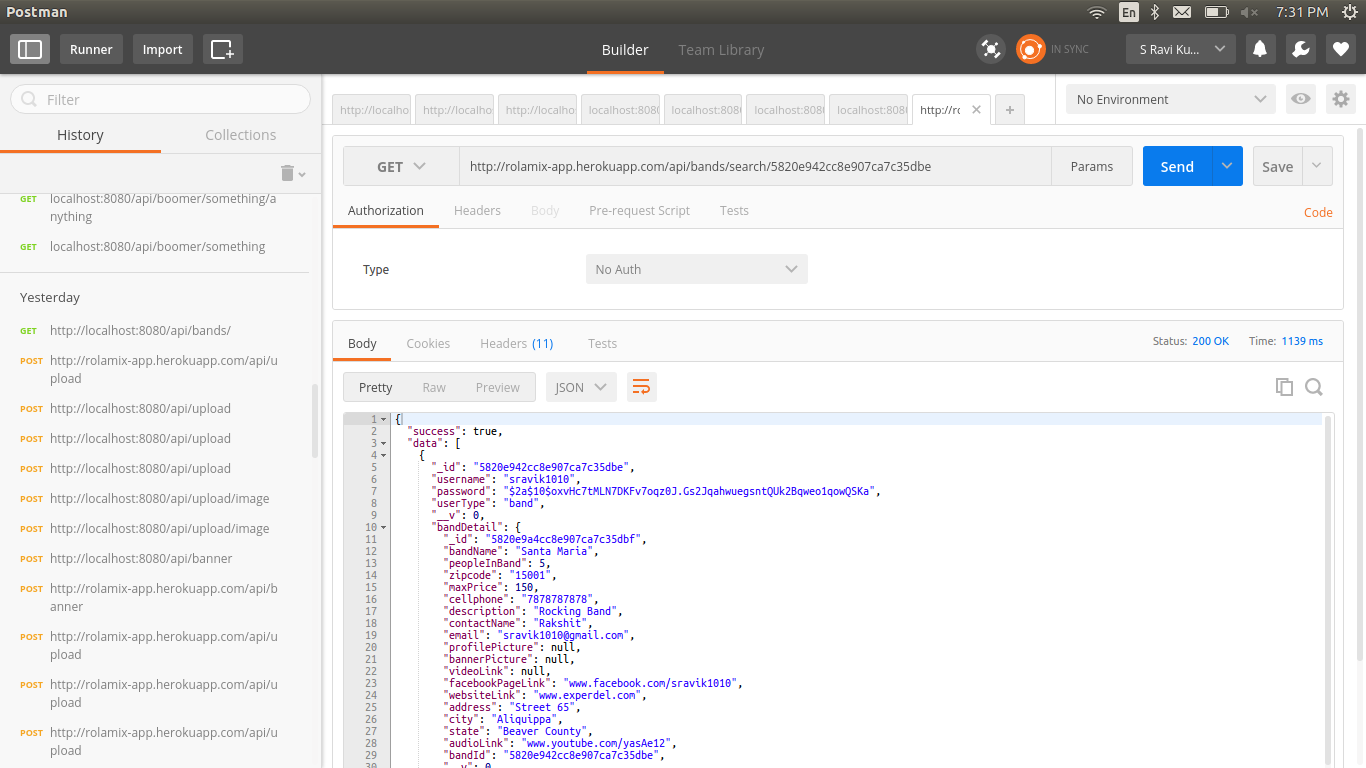 Postman
En
7:31 PM
Runner
Import
Builder
Team Library
IN SYNC
S Ravi Ku...
Filter
History
Collections
GET localhost:8080/api/boomer/something/a
nything
GET localhost:8080/api/boomer/something
Yesterday
GET http://localhost:8080/api/bands/
POST http://rolamix-app.herokuapp.com/api/u
pload
POST http://localhost:8080/api/upload
POST http://localhost:8080/api/upload
POST http://localhost:8080/api/upload
POST http://localhost:8080/api/upload/image
POST http://localhost:8080/api/upload/image
POST http://localhost:8080/api/banner
POST http://rolamix-app.herokuapp.com/api/b
anner
POST http://rolamix-app.herokuapp.com/api/u
pload
POST http://rolamix-app.herokuapp.com/api/u
pload
POST http://rolamix-app.herokuapp.com/api/u
pload
http://localho http://localho http://localho localhost:808 localhost:808 localhost:808 localhost:808 http://ro
No Environment
GET http://rolamix-app.herokuapp.com/api/bands/search/5820e942cc8e907ca7c35dbe Params Send Save
Authorization Headers Body Pre-request Script Tests Code
Type No Auth
Body Cookies Headers (11) Tests Status: 200 OK Time: 1139 ms
Pretty Raw Preview JSON
1 {
2 "success": true,
3 "data": [
4 {
5 "_id": "5820e942cc8e907ca7c35dbe",
6 "username": "sravik1010",
7 "password": "$2a$10$oxvHc7tMLN7DKFv7oqz0J.Gs2JqahwuegsntQUk2Bqweo1qowQSKa",
8 "userType": "band",
9 "__v": 0,
10 "bandDetail": {
11 "_id": "5820e9a4cc8e907ca7c35dbf",
12 "bandName": "Santa Maria",
13 "peopleInBand": 5,
14 "zipcode": "15001",
15 "maxPrice": 150,
16 "cellphone": "7878787878",
17 "description": "Rocking Band",
18 "contactName": "Rakshit",
19 "email": "sravik1010@gmail.com",
20 "profilePicture": null,
21 "bannerPicture": null,
22 "videoLink": null,
23 "facebookPageLink": "www.facebook.com/sravik1010",
24 "websiteLink": "www.experdel.com",
25 "address": "Street 65",
26 "city": "Aliquippa",
27 "state": "Beaver County",
28 "audioLink": "www.youtube.com/yasAe12",
29 "bandId": "5820e942cc8e907ca7c35dbe",
30 "__v": 0